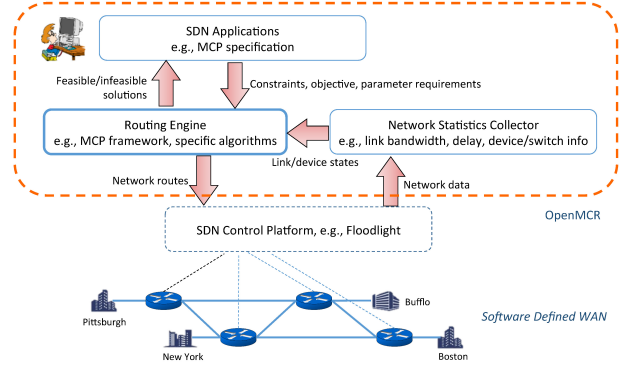 SDN Applications
e.g., MCP specification
Feasible/infeasible
solutions
Constraints, objective, parameter requirements
Routing Engine
e.g., MCP framework, specific algorithms
Network Statistics Collector
e.g., link bandwidth, delay, device/switch info
Link/device states
Network routes
Network data
OpenMCR
SDN Control Platform, e.g., Floodlight
Bufflo
Pittsburgh
Software Defined WAN
New York
Boston